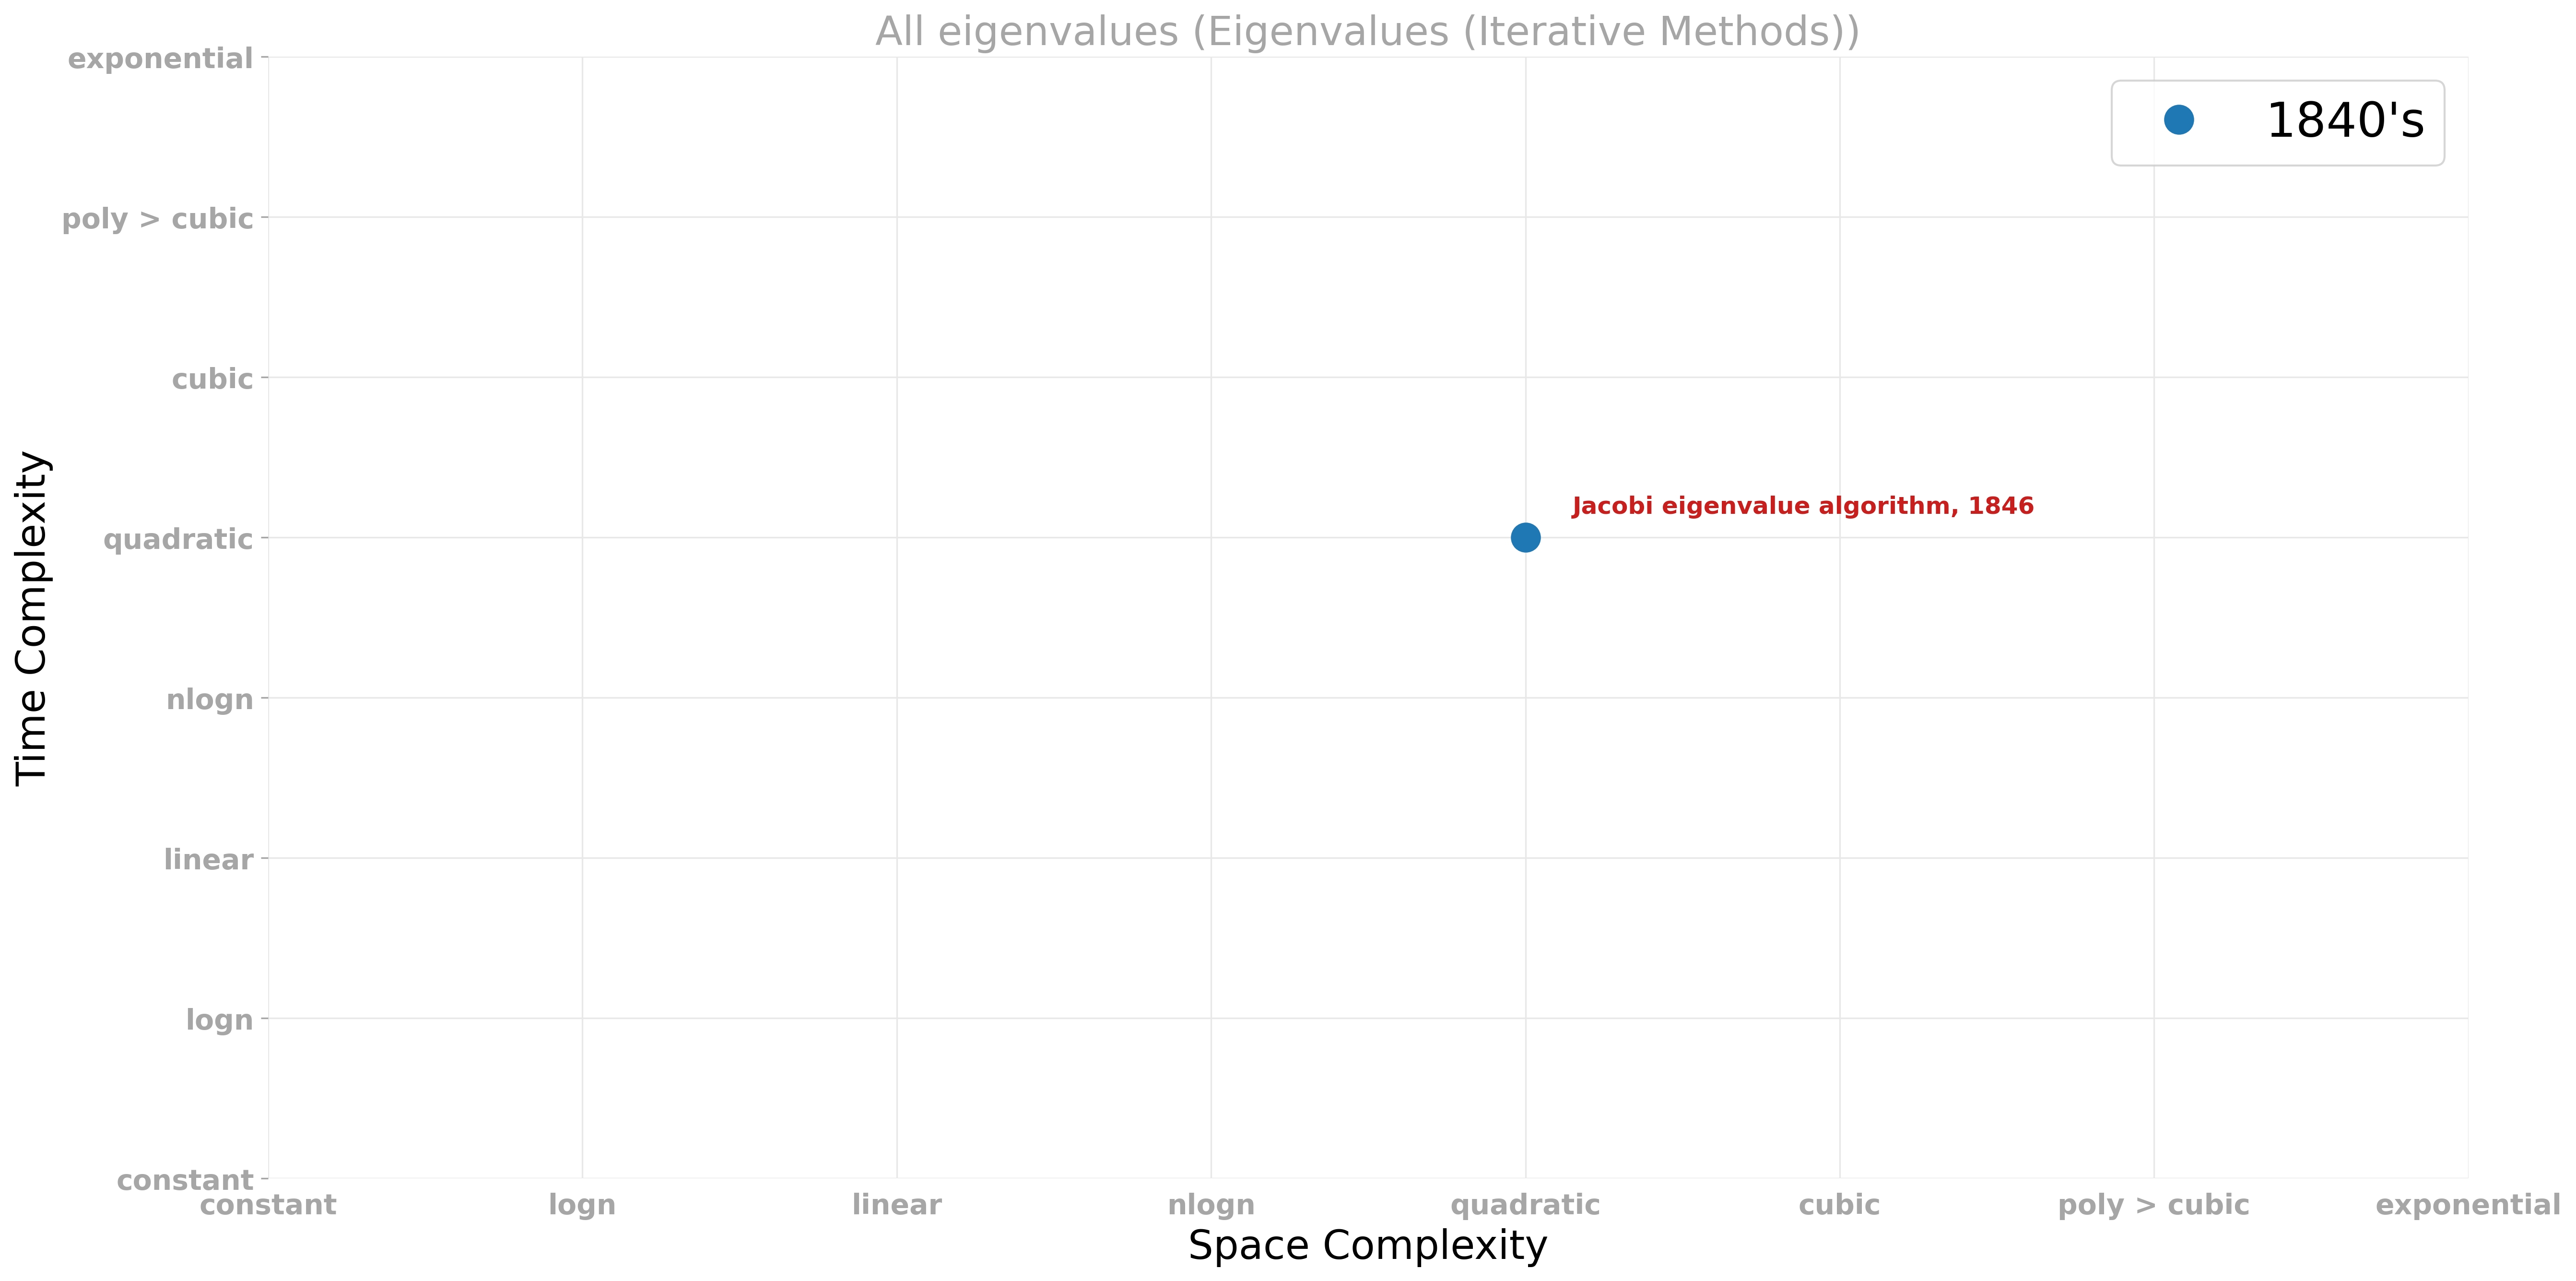 All eigenvalues (Eigenvalues (Iterative Methods))
exponential
1840's
poly > cubic
cubic
Jacobi eigenvalue algorithm, 1846
quadratic
Time Complexity
nlogn
linear
logn
constant
constant logn linear nlogn quadratic cubic poly > cubic exponential
Space Complexity